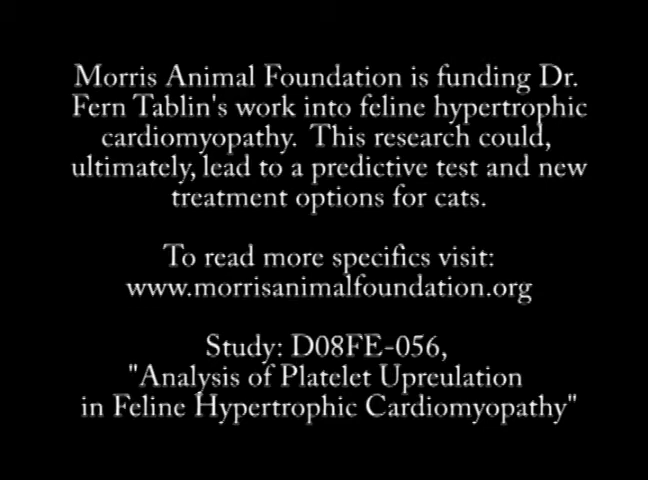 Morris Animal Foundation is funding Dr.
Fern Tablin's work into feline hypertrophic
cardiomyopathy.  This research could,
ultimately, lead to a predictive test and new
treatment options for cats.
To read more specifics visit:
www.morrisanimalfoundation.org
Study: D08FE-056,
"Analysis of Platelet Upreulation
in Feline Hypertrophic Cardiomyopathy"